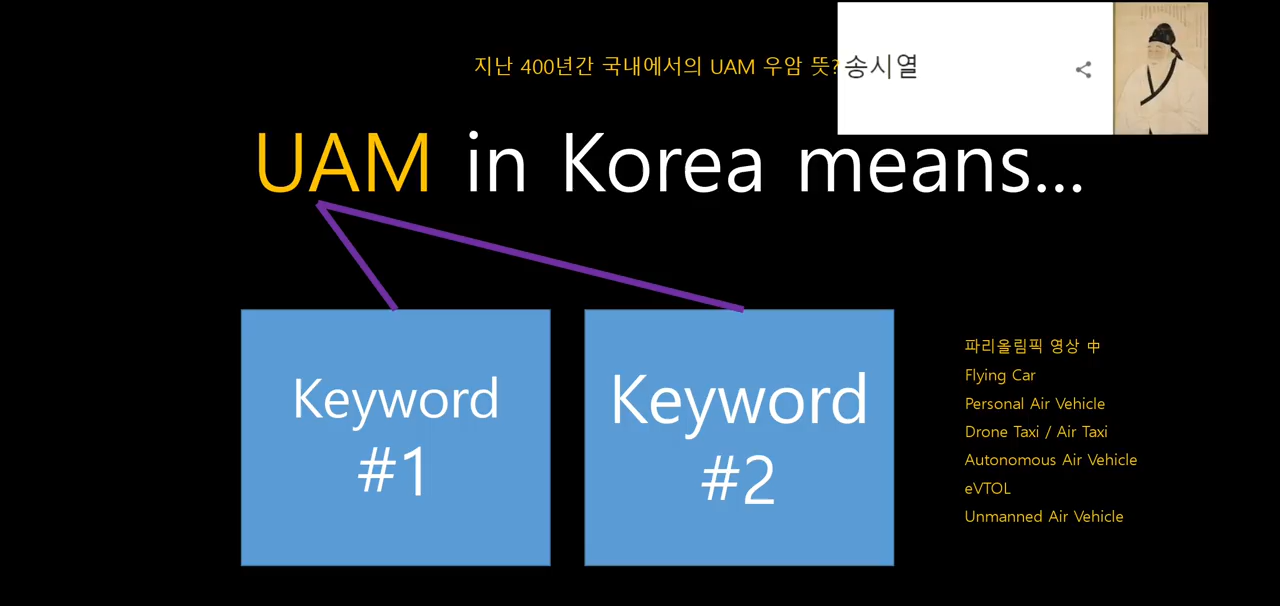 지난 400년간 국내에서의 UAM 우암 뜻?
송시열
UAM in Korea means...
Keyword
#1
Keyword
#2
파리올림픽 영상 中
Flying Car
Personal Air Vehicle
Drone Taxi / Air Taxi
Autonomous Air Vehicle
eVTOL
Unmanned Air Vehicle